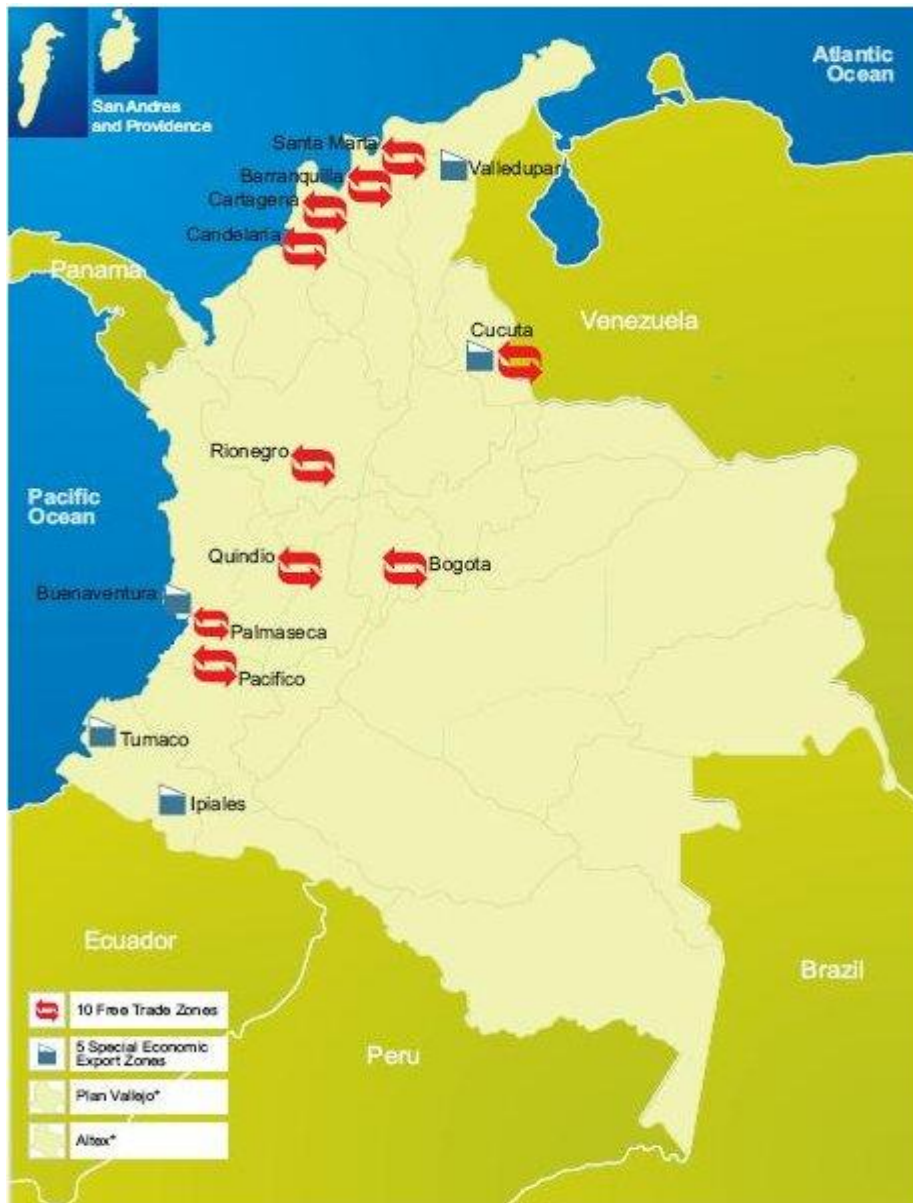 Atlantic
Ocean
San Andres
and Providence
Santa Marta
Barranquilla
Valledupar
Cartagena
Candelaria
Panama
Venezuela
Cucuta
Rionegro
Pacific
Ocean
Quindio
Bogota
Buenaventura
Palmaseca
Pacifico
Tumaco
Ipiales
Ecuador
Brazil
Peru
10 Free Trade Zones
5 Special Economic
Export Zones
Plan Vallejo*
Altex*